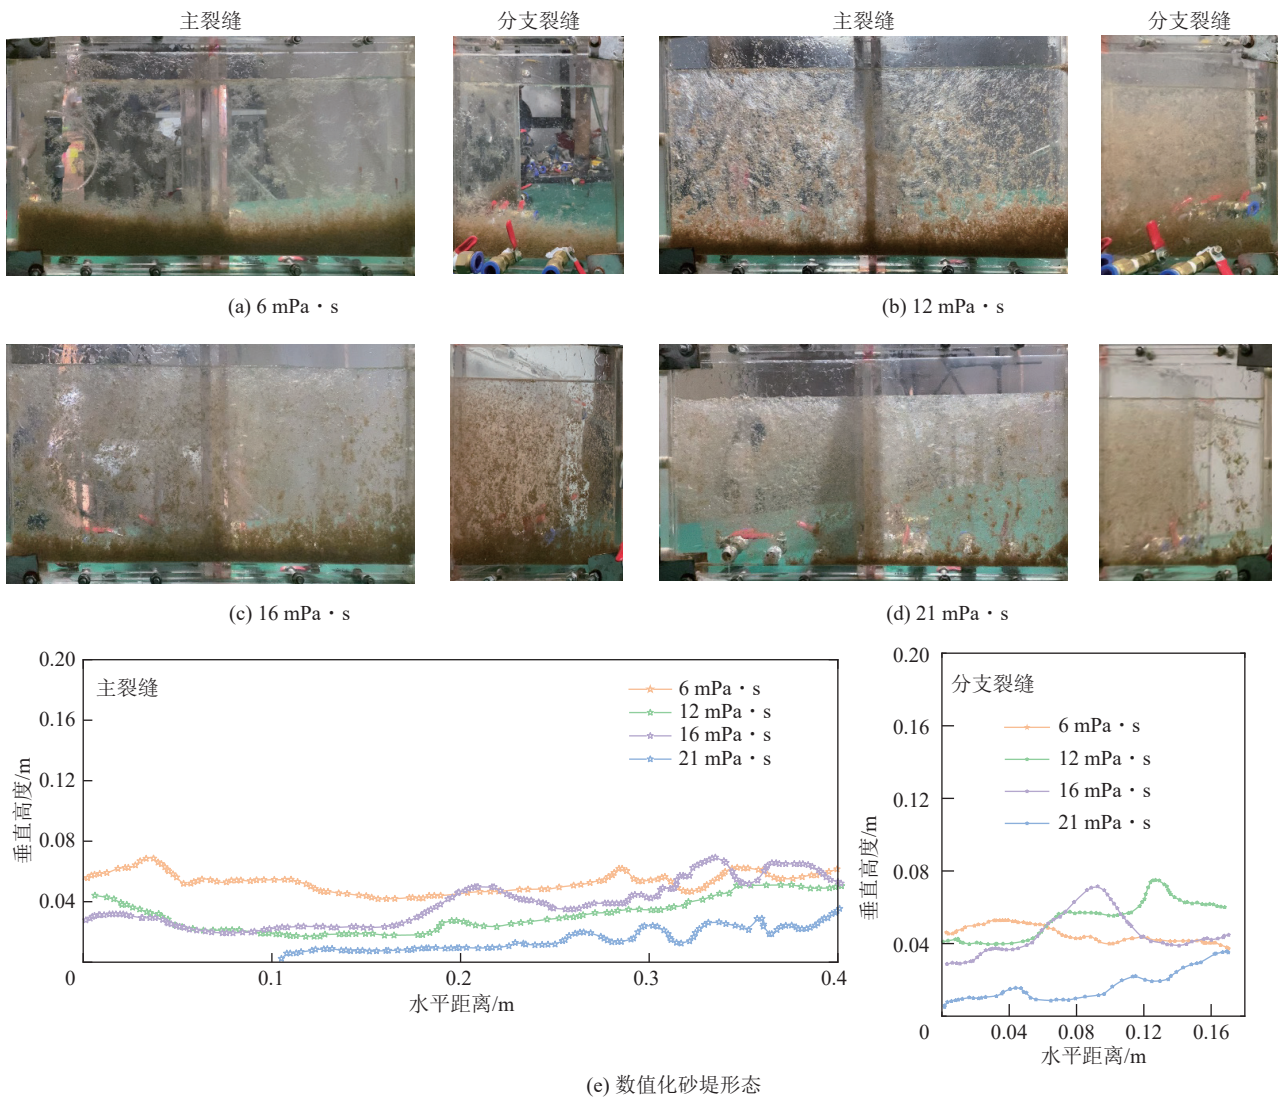 主裂缝
分支裂缝
主裂缝
分支裂缝
(a) 6 mPa·s
(b) 12 mPa·s
(c) 16 mPa·s
(d) 21 mPa·s
主裂缝
6 mPa·s
12 mPa·s
16 mPa·s
21 mPa·s
垂直高度/m
0.20
0.16
0.12
0.08
0.04
0
0.1
0.2
0.3
0.4
水平距离/m
分支裂缝
6 mPa·s
12 mPa·s
16 mPa·s
21 mPa·s
垂直高度/m
0.20
0.16
0.12
0.08
0.04
0
0.04
0.08
0.12
0.16
水平距离/m
(e) 数值化砂堤形态